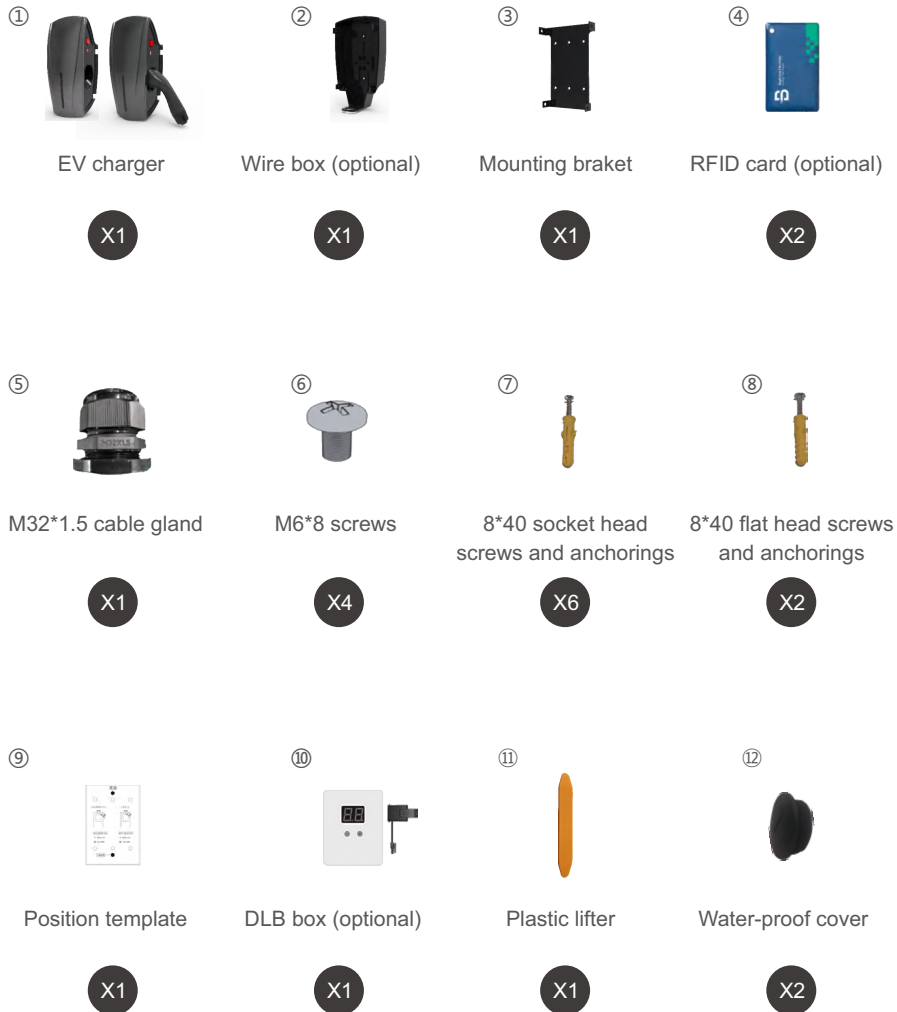 ① ② ③ ④
EV charger Wire box (optional) Mounting braket RFID card (optional)
X1 X1 X1 X2
⑤ ⑥ ⑦ ⑧
M32X1.5
M32*1.5 cable gland M6*8 screws 8*40 socket head 8*40 flat head screws
screws and anchorings and anchorings
X1 X4 X6 X2
⑨ ⑩ ⑪ ⑫
88
Position template DLB box (optional) Plastic lifter Water-proof cover
X1 X1 X1 X2